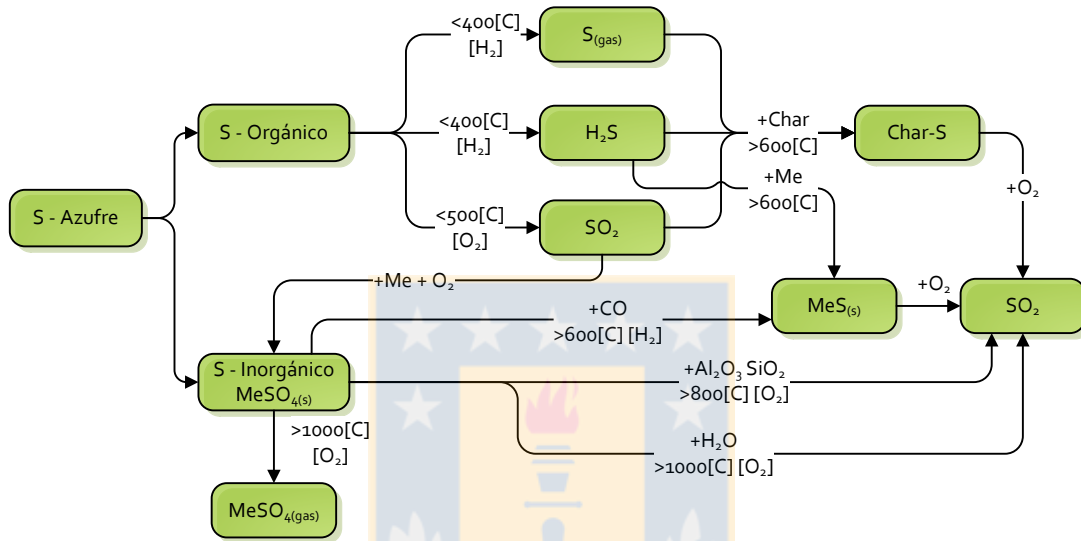 <400[C]
[H₂]
S(gas)
S - Orgánico
<400[C]
[H₂]
H₂S
+Char
>600[C]
Char-S
+Me
>600[C]
+O₂
S - Azufre
<500[C]
[O₂]
SO₂
+Me + O₂
+CO
>600[C] [H₂]
MeS(s)
+O₂
SO₂
S - Inorgánico
MeSO₄(s)
+Al₂O₃ SiO₂
>800[C] [O₂]
>1000[C]
[O₂]
+H₂O
>1000[C] [O₂]
MeSO₄(gas)